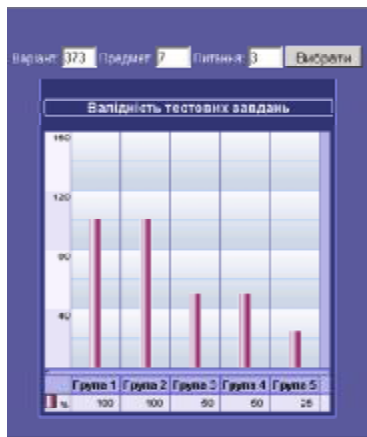 Варіант: 373 Предмет: 7 Питання: 3 Вибрати
Валідність тестових завдань
160
120
80
40
Група 1 Група 2 Група 3 Група 4 Група 5
% 100 100 50 50 25